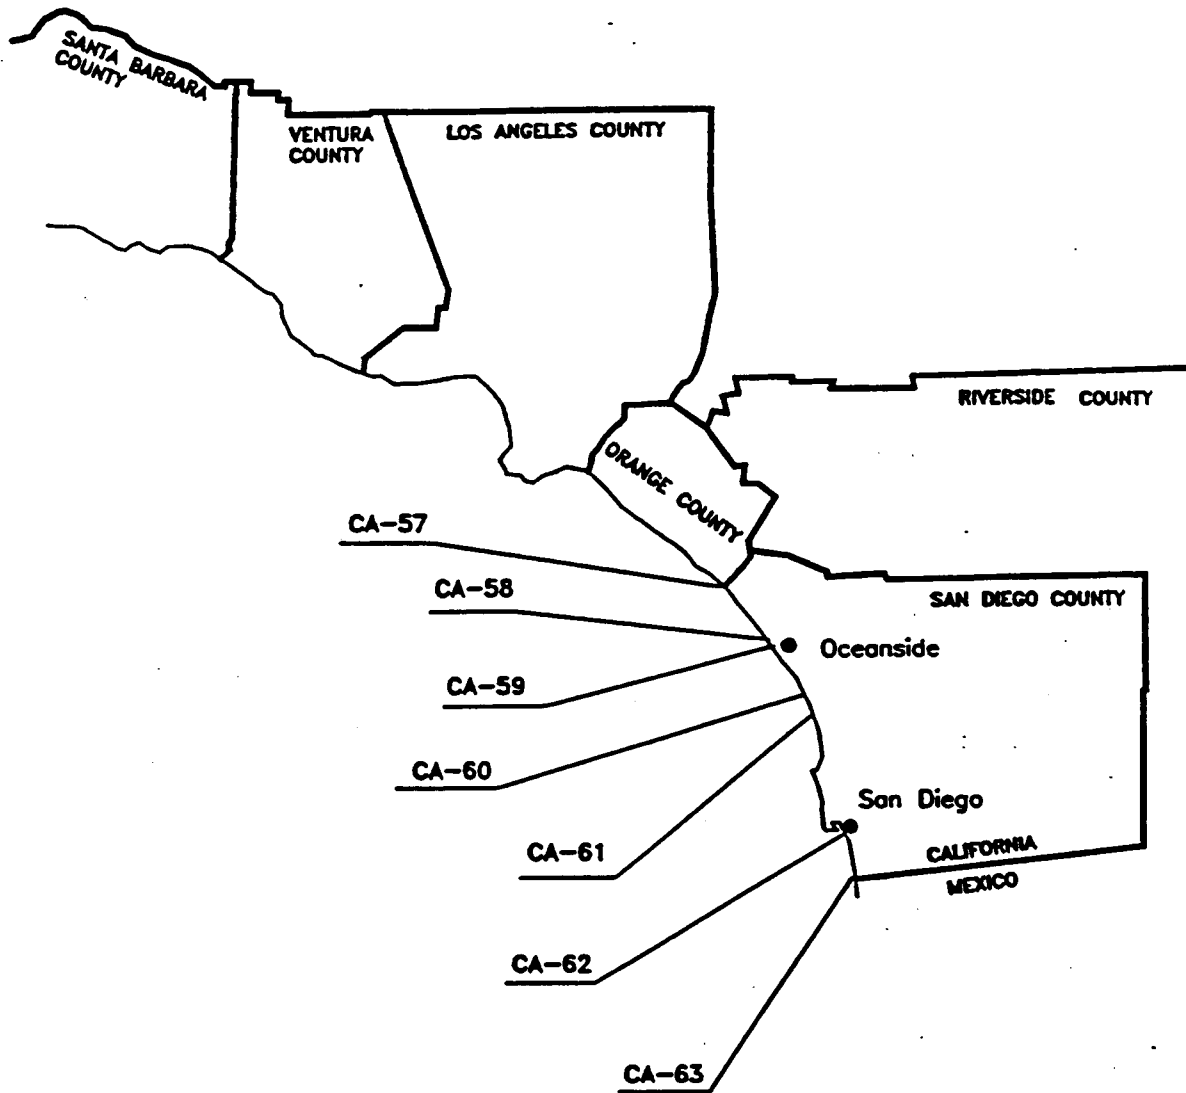 SANTA BARBARA
COUNTY
VENTURA
COUNTY
LOS ANGELES COUNTY
RIVERSIDE COUNTY
ORANGE COUNTY
CA-57
CA-58
SAN DIEGO COUNTY
Oceanside
CA-59
CA-60
San Diego
CA-61
CALIFORNIA
MEXICO
CA-62
CA-63